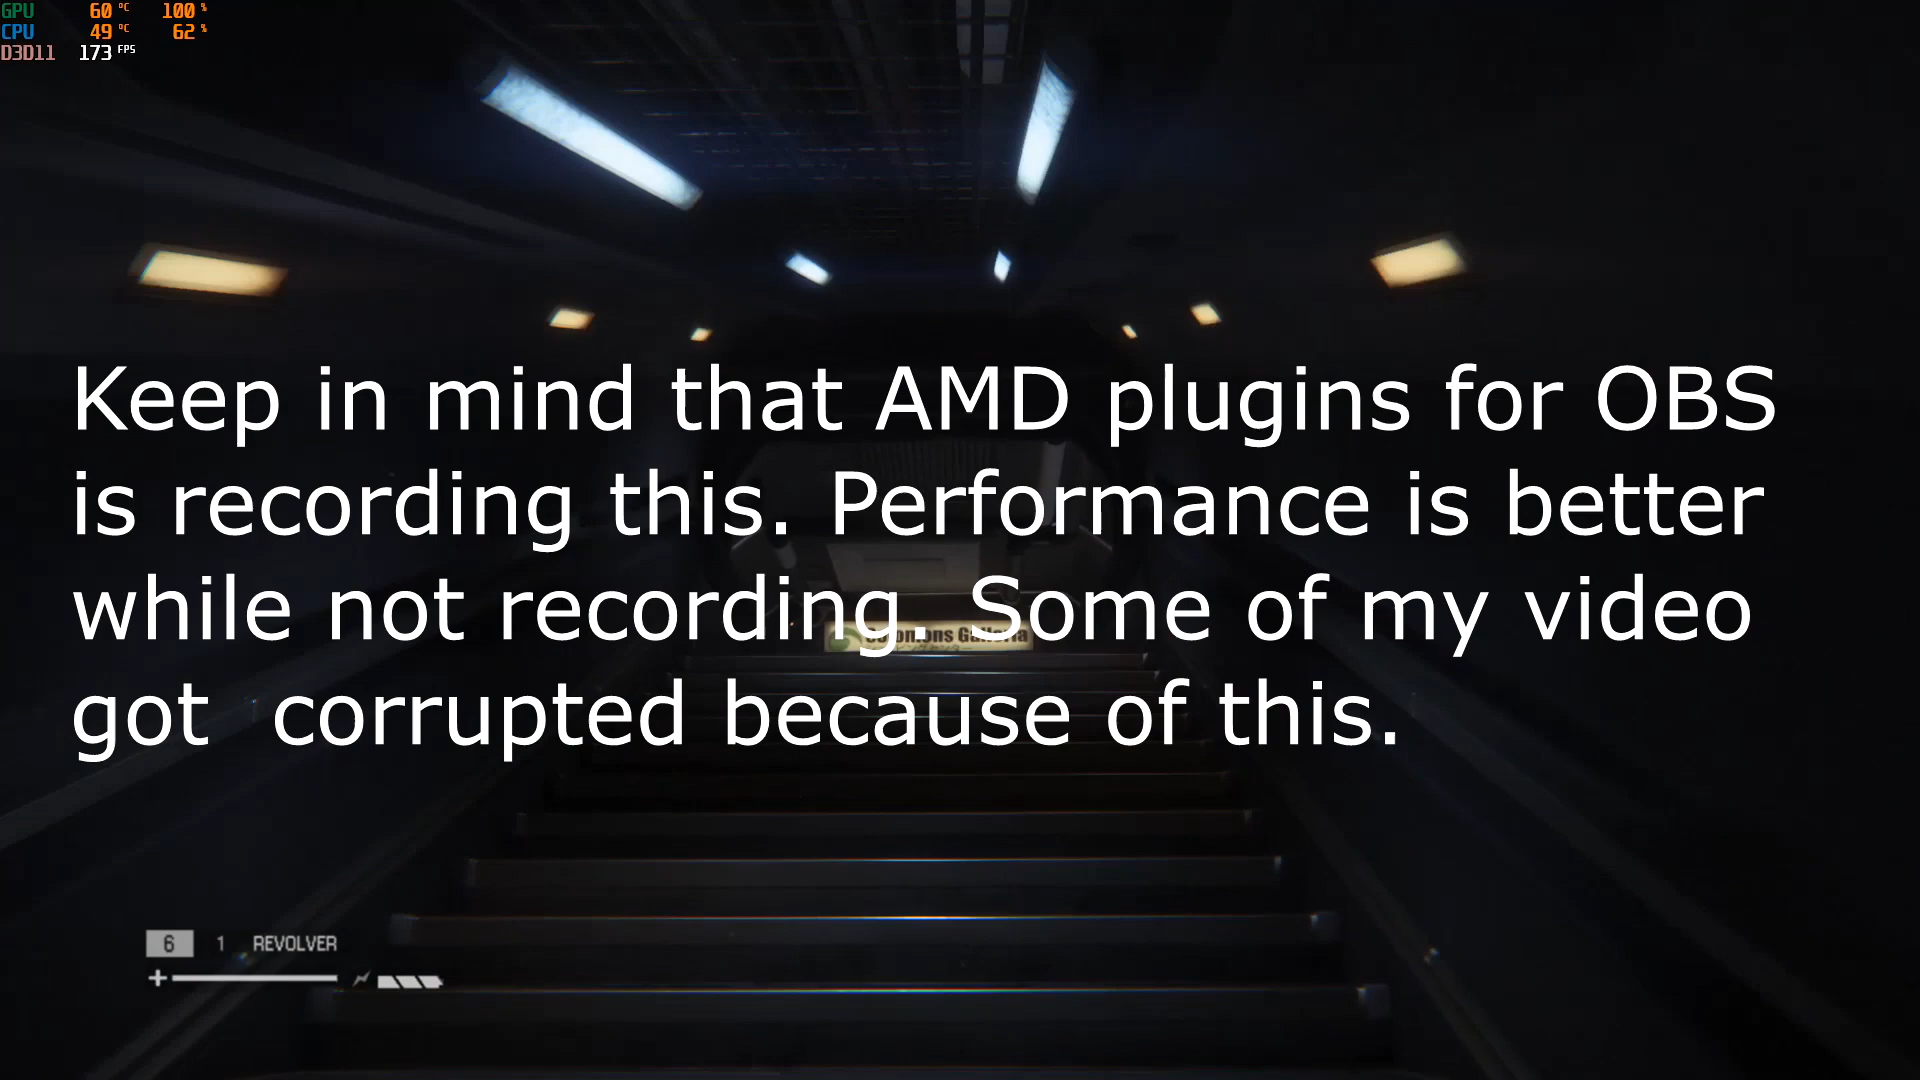 GPU 60 °C 100 %
CPU 49 °C 62 %
D3D11 173 FPS
Keep in mind that AMD plugins for OBS
is recording this. Performance is better
while not recording. Some of my video
got corrupted because of this.
Solomons Galleria
6 1 REVOLVER